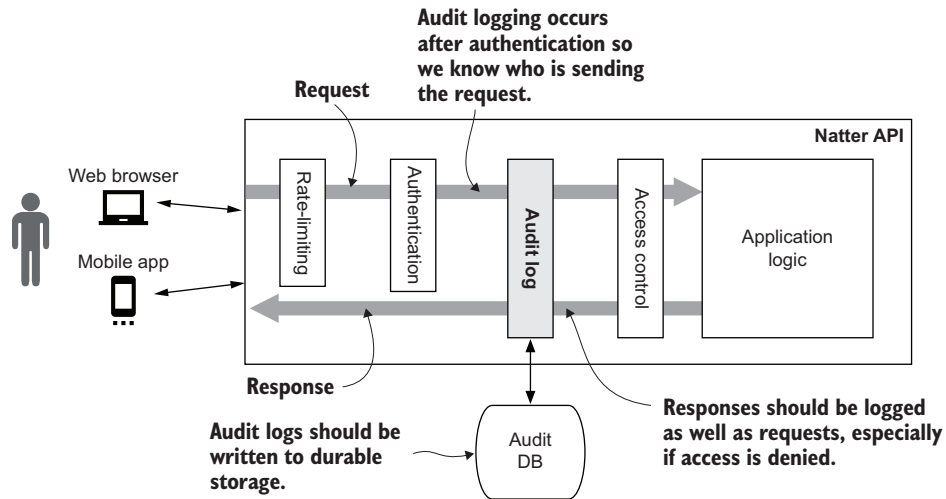 Audit logging occurs
after authentication so
we know who is sending
the request.
Request
Natter API
Web browser
Mobile app
Rate-limiting
Authentication
Audit log
Access control
Application
logic
Response
Audit logs should be
written to durable
storage.
Audit
DB
Responses should be logged
as well as requests, especially
if access is denied.